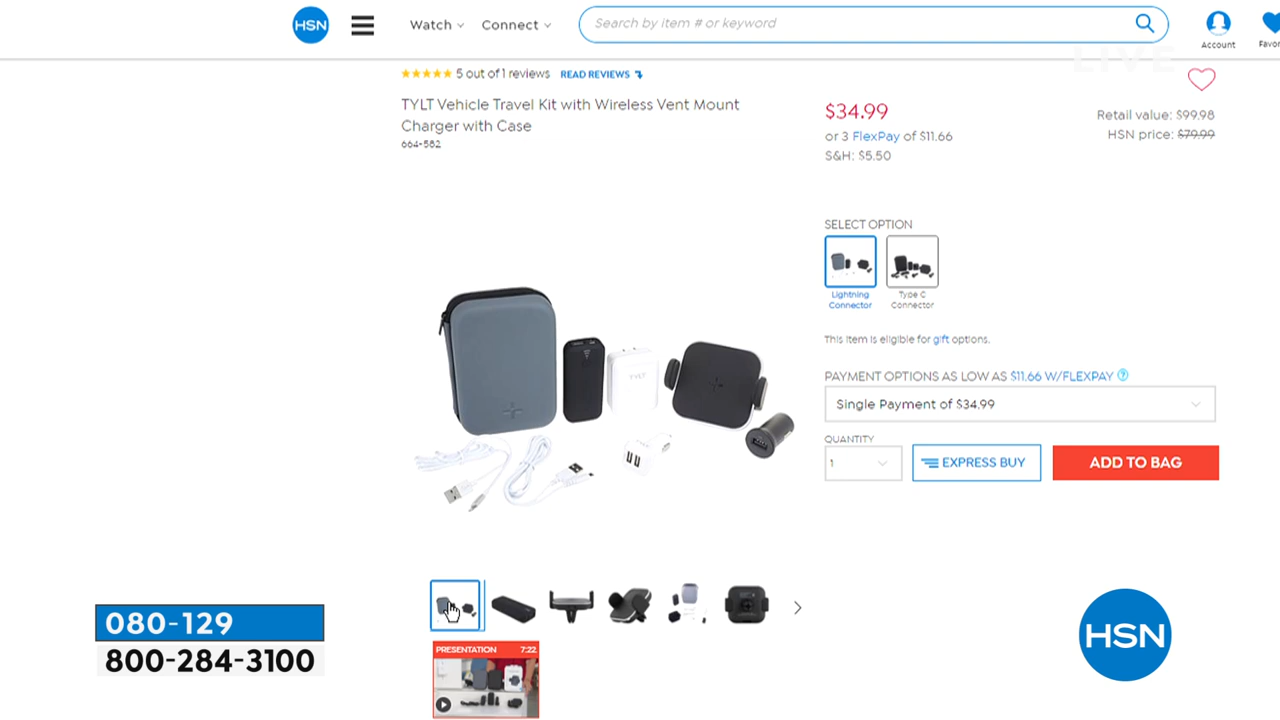 HSN
Watch
Connect
Search by item # or keyword
Account
Favor
LIVE
5 out of 1 reviews READ REVIEWS
TYLT Vehicle Travel Kit with Wireless Vent Mount
Charger with Case
664-582
$34.99
or 3 FlexPay of $11.66
S&H: $5.50
Retail value: $99.98
HSN price: $79.99
SELECT OPTION
Lightning
Connector
Type C
Connector
This item is eligible for gift options.
PAYMENT OPTIONS AS LOW AS $11.66 W/FLEXPAY ?
Single Payment of $34.99
QUANTITY
1
EXPRESS BUY
ADD TO BAG
TYLT
PRESENTATION 7:22
080-129
800-284-3100
HSN